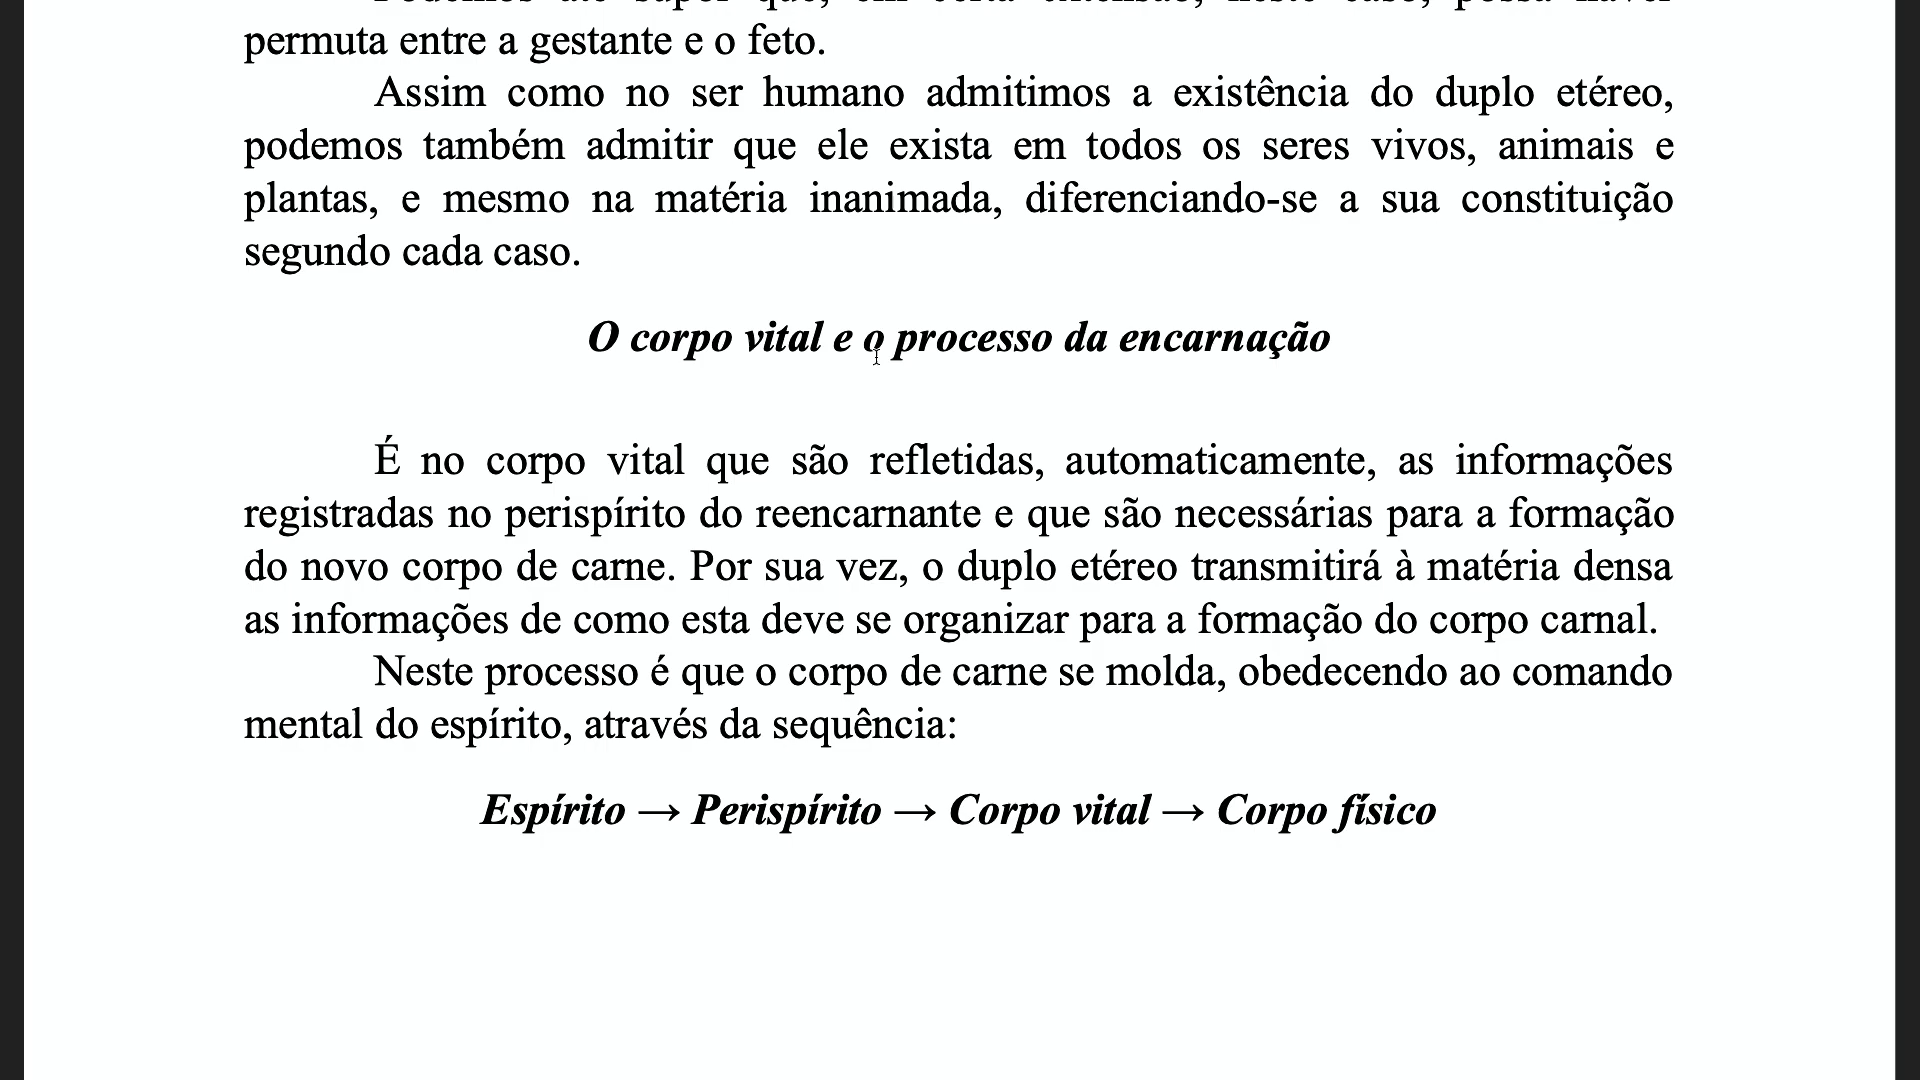 permuta entre a gestante e o feto.
Assim como no ser humano admitimos a existência do duplo etéreo,
podemos também admitir que ele exista em todos os seres vivos, animais e
plantas, e mesmo na matéria inanimada, diferenciando-se a sua constituição
segundo cada caso.
O corpo vital e o processo da encarnação
É no corpo vital que são refletidas, automaticamente, as informações
registradas no perispírito do reencarnante e que são necessárias para a formação
do novo corpo de carne. Por sua vez, o duplo etéreo transmitirá à matéria densa
as informações de como esta deve se organizar para a formação do corpo carnal.
Neste processo é que o corpo de carne se molda, obedecendo ao comando
mental do espírito, através da sequência:
Espírito → Perispírito → Corpo vital → Corpo físico